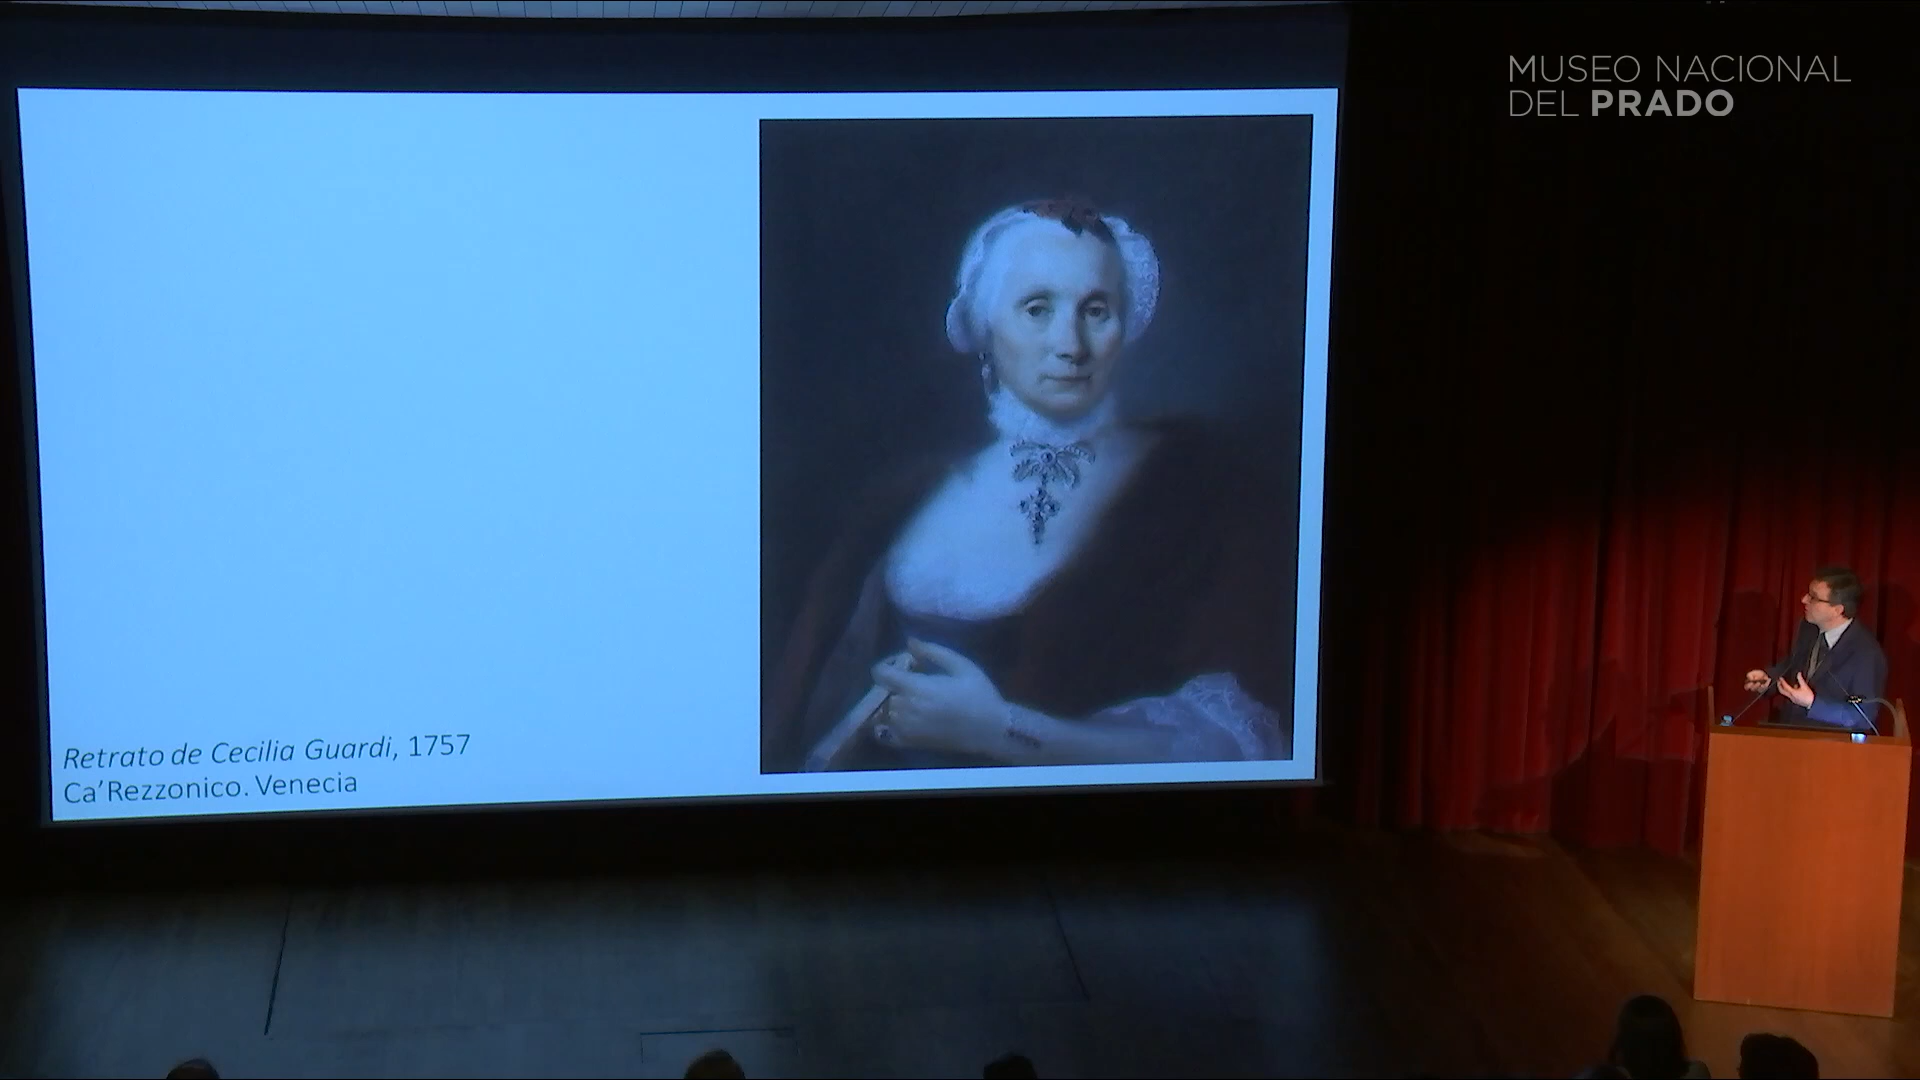 MUSEO NACIONAL
DEL PRADO
Retrato de Cecilia Guardi, 1757
Ca’Rezzonico. Venecia